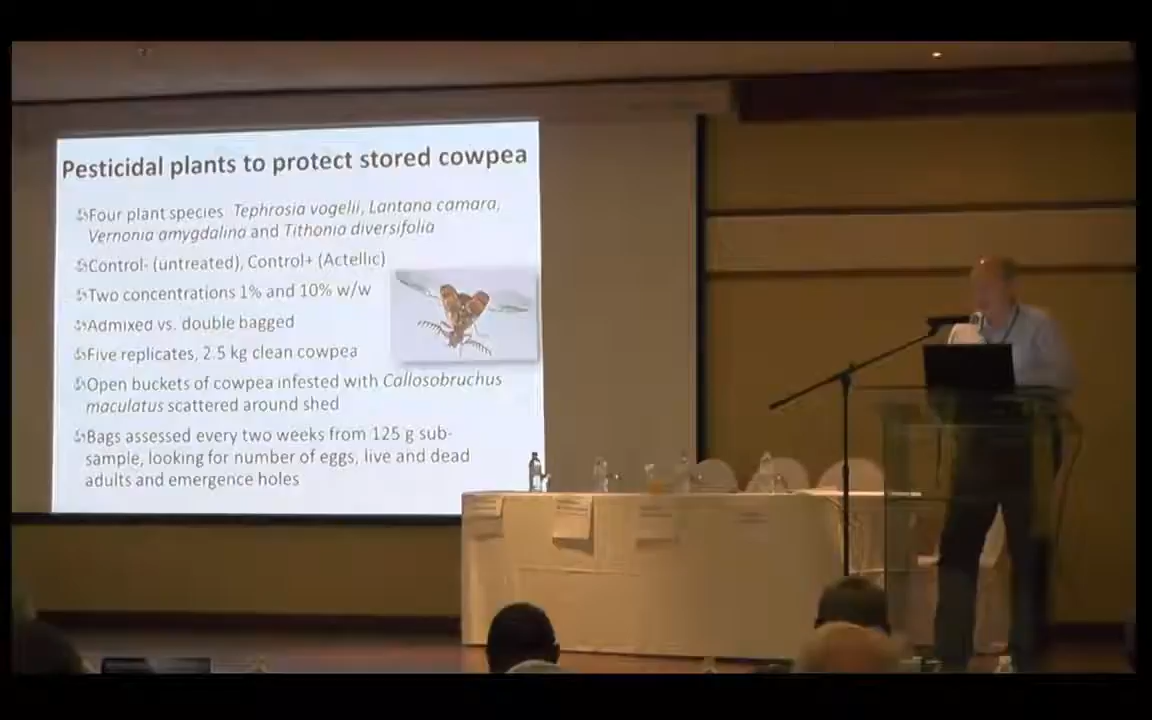 Pesticidal plants to protect stored cowpea
Four plant species Tephrosia vogelii, Lantana camara,
Vernonia amygdalina and Tithonia diversifolia
Control- (untreated), Control+ (Actellic)
Two concentrations 1% and 10% w/w
Admixed vs. double bagged
Five replicates, 2.5 kg clean cowpea
Open buckets of cowpea infested with Callosobruchus
maculatus scattered around shed
Bags assessed every two weeks from 125 g sub-
sample, looking for number of eggs, live and dead
adults and emergence holes